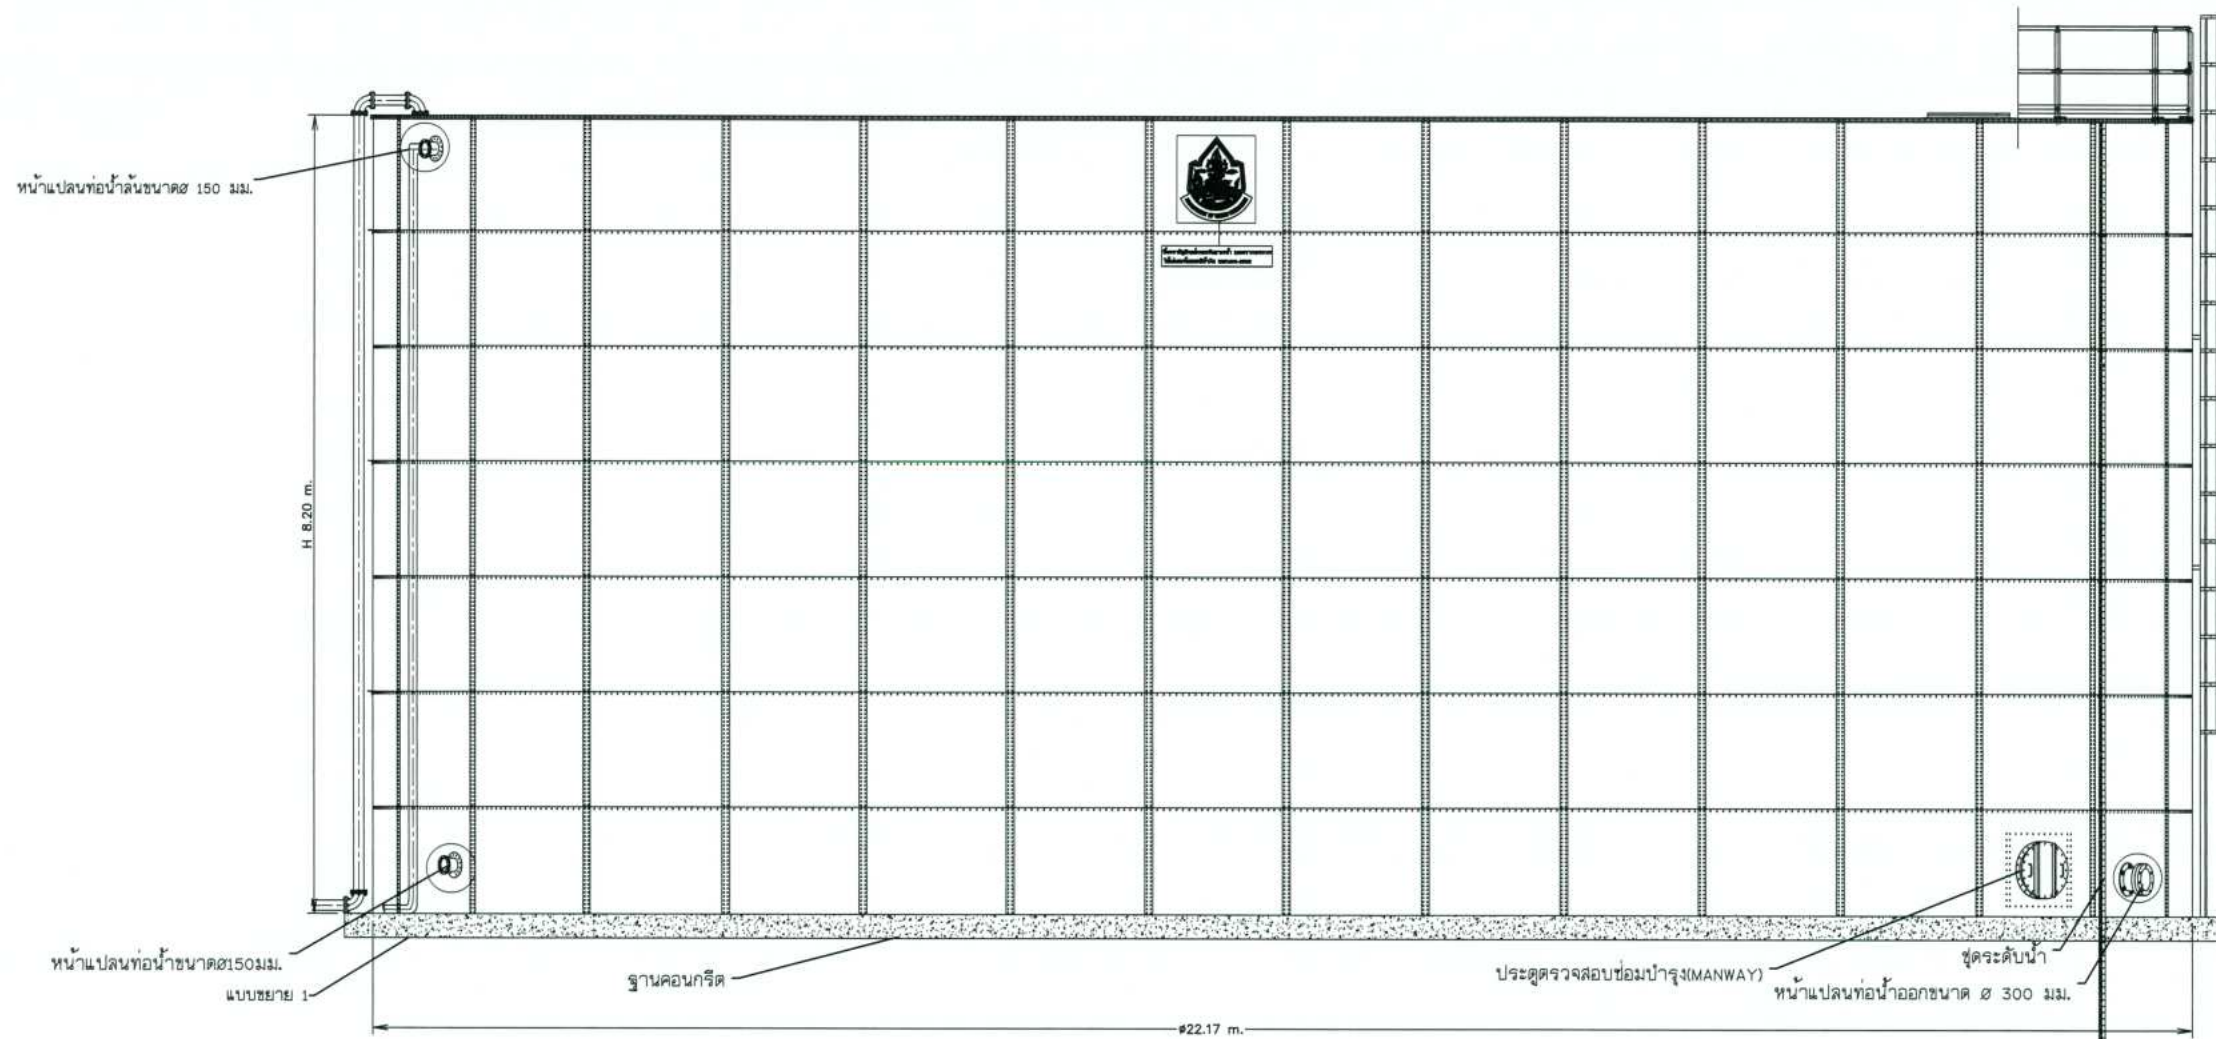 หน้าแปลนท่อน้ำล้นขนาดø 150 มม.
H 8.20 m.
หน้าแปลนท่อน้ำขนาดø150มม.
แบบขยาย 1
ฐานคอนกรีต
ประตูตรวจสอบซ่อมบำรุง(MANWAY)
ชุดระดับน้ำ
หน้าแปลนท่อน้ำออกขนาด ø 300 มม.
ø22.17 m.